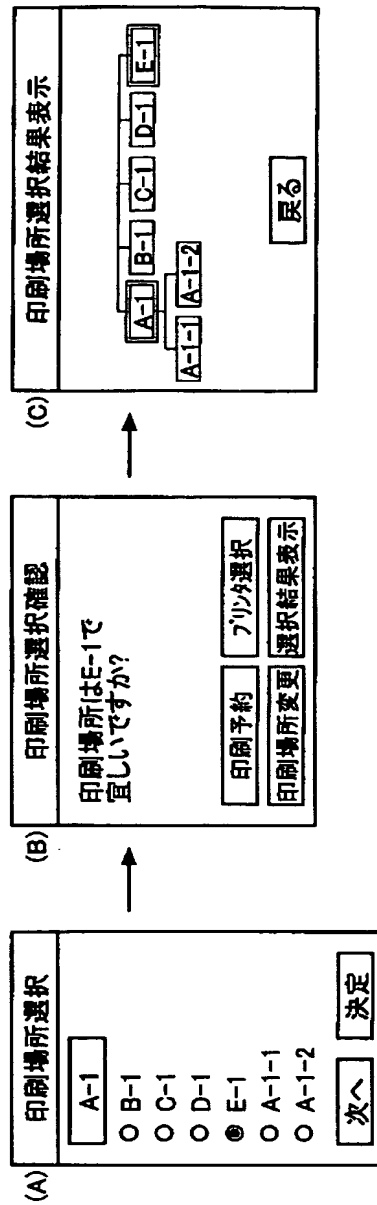 (A)
印刷場所選択
A-1
B-1
C-1
D-1
E-1
A-1-1
A-1-2
次へ 決定
(B)
印刷場所選択確認
印刷場所はE-1で
宜しいですか?
印刷予約 プリンタ選択
印刷場所変更 選択結果表示
(C)
印刷場所選択結果表示
A-1 B-1 C-1 D-1 E-1
A-1-1 A-1-2
戻る